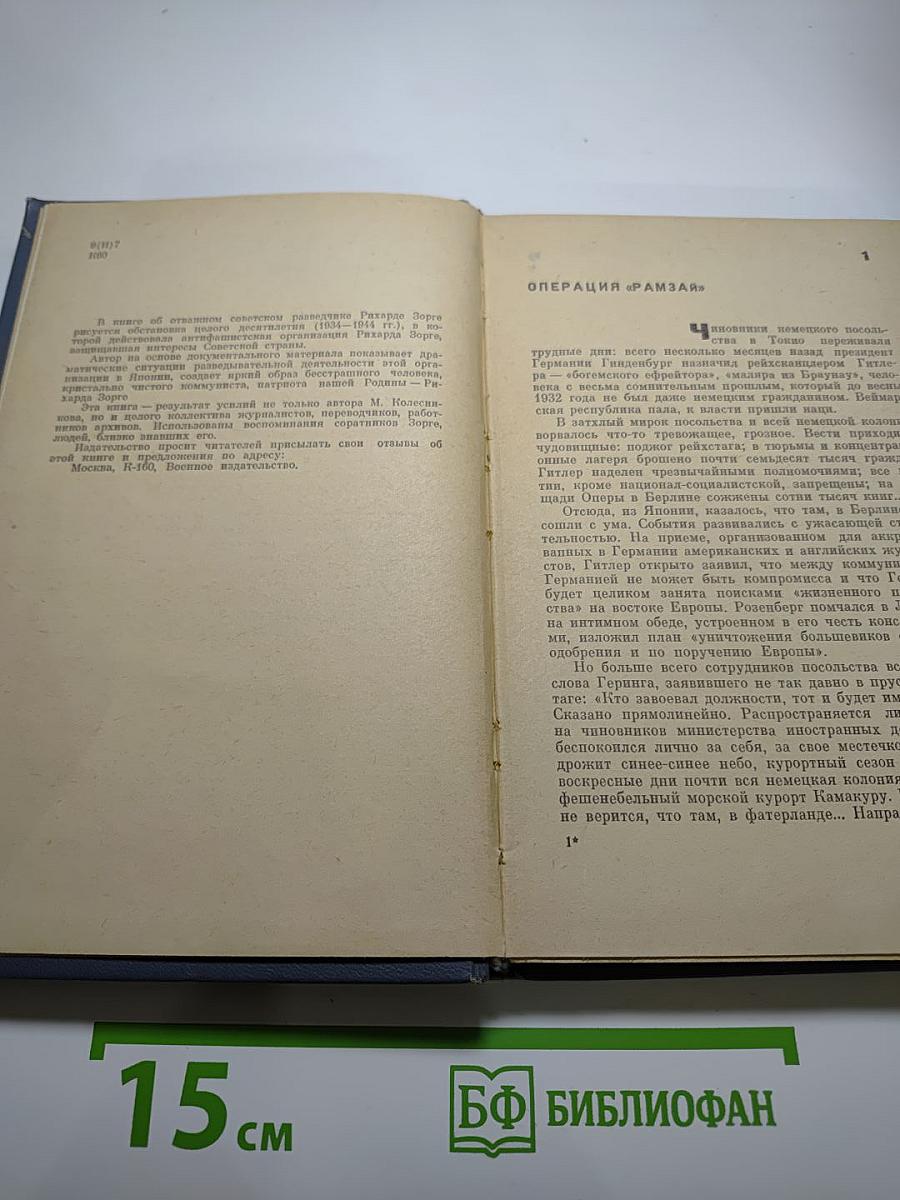 9(И)7
К60
В книге об отважном советском разведчике Рихарде Зорге
рисуется обстановка целого десятилетия (1934—1944 гг.), в ко-
торой действовала антифашистская организация Рихарда Зорге,
защищавшая интересы Советской страны.
Автор на основе документального материала показывает дра-
матические ситуации разведывательной деятельности этой орга-
низации в Японии, создает яркий образ бесстрашного человека,
кристально чистого коммуниста, патриота нашей Родины — Ри-
харда Зорге
Эта книга — результат усилий не только автора М. Колесни-
кова, но и целого коллектива журналистов, переводчиков, работ-
ников архивов. Использованы воспоминания соратников Зорге,
людей, близко знавших его.
Издательство просит читателей присылать свои отзывы об
этой книге и предложения по адресу:
Москва, К-160, Военное издательство.
1
ОПЕРАЦИЯ «РАМЗАЙ»
Чиновники немецкого посоль-
ства в Токио переживали
трудные дни: всего несколько месяцев назад президент
Германии Гинденбург назначил рейхсканцлером Гитле-
ра — «богемского ефрейтора», «маляра из Браунау», чело-
века с весьма сомнительным прошлым, который до весны
1932 года не был даже немецким гражданином. Веймар
ская республика пала, к власти пришли наци.
В затхлый мирок посольства и всей немецкой колони
ворвалось что-то тревожащее, грозное. Вести приходи
чудовищные: поджог рейхстага; в тюрьмы и концентра
онные лагеря брошено почти семьдесят тысяч гражд
Гитлер наделен чрезвычайными полномочиями; все
тии, кроме национал-социалистской, запрещены; на
щади Оперы в Берлине сожжены сотни тысяч книг..
Отсюда, из Японии, казалось, что там, в Берлине
сошли с ума. События развивались с ужасающей ст
тельностью. На приеме, организованном для аккр
ванных в Германии американских и английских жу
стов, Гитлер открыто заявил, что между коммуни
Германией не может быть компромисса и что Ге
будет целиком занята поисками «жизненного п
ства» на востоке Европы. Розенберг помчался в Л
на интимном обеде, устроенном в его честь конс
ми, изложил план «уничтожения большевиков
одобрения и по поручению Европы».
Но больше всего сотрудников посольства вс
слова Геринга, заявившего не так давно в прус
таге: «Кто завоевал должности, тот и будет им
Сказано прямолинейно. Распространяется ли
на чиновников министерства иностранных де
беспокоился лично за себя, за свое местечко
дрожит синее-синее небо, курортный сезон
воскресные дни почти вся немецкая колония
фешенебельный морской курорт Камакуру.
не верится, что там, в фатерланде... Напра
1*
15 см
БФ БИБЛИОФАН